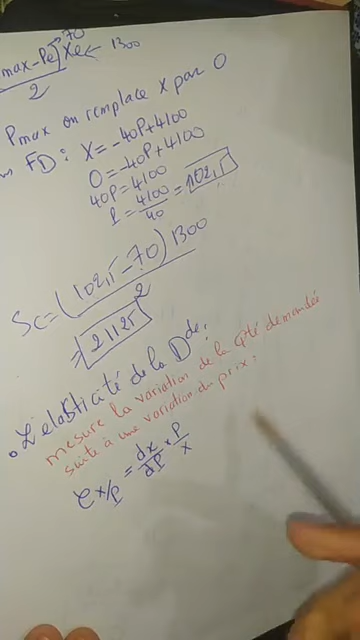 max - Pe] Xe ← 1300
70
2
Pmax on remplace X par 0
FD : X = -40P+4100
0 = -40P+4100
40P = 4100
P = 4100/40 = 102,5
Sc = (102,5-70) 1300
2
= 21125
• L'élasticité de la Dde :
mesure la variation de la Qté demandée
suite à une variation du prix :
e x/p = dx/dP × P/x